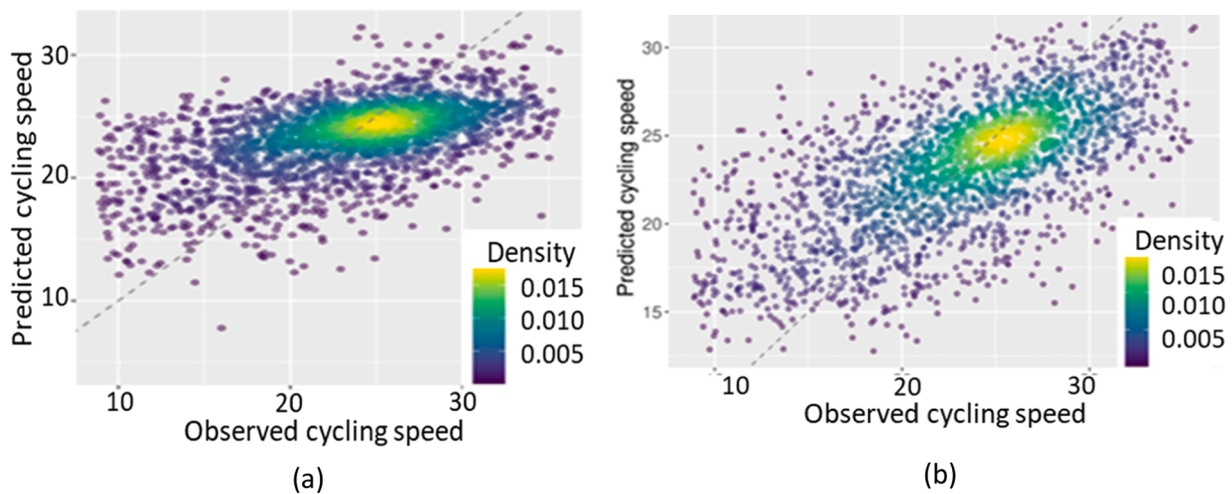 Predicted cycling speed
30
20
10
10 20 30
Observed cycling speed
Density
0.015
0.010
0.005
(a)
Predicted cycling speed
30
25
20
15
10 20 30
Observed cycling speed
Density
0.015
0.010
0.005
(b)